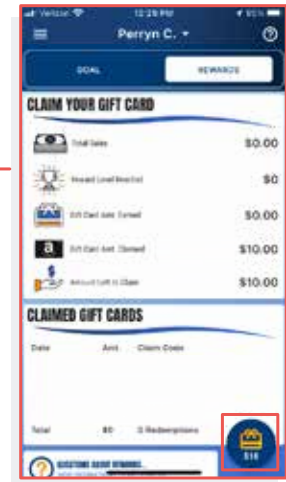 Verizon 12:25 PM
Perryn C.
GOAL REWARDS
CLAIM YOUR GIFT CARD
Total Sales $0.00
Reward Level Reached $0
Gift Card Amt. Earned $0.00
a Gift Card Amt. Claimed $10.00
Amount Left to Claim $10.00
CLAIMED GIFT CARDS
Date Amt. Claim Code
Total $0 0 Redemptions
QUESTIONS ABOUT REWARDS...
$10